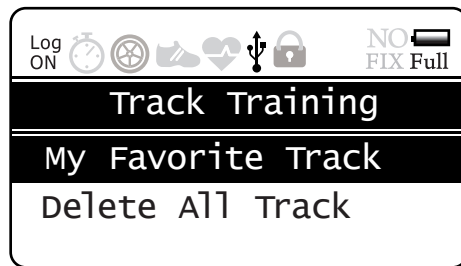 Log NO
ON FIX Full
Track Training
My Favorite Track
Delete All Track